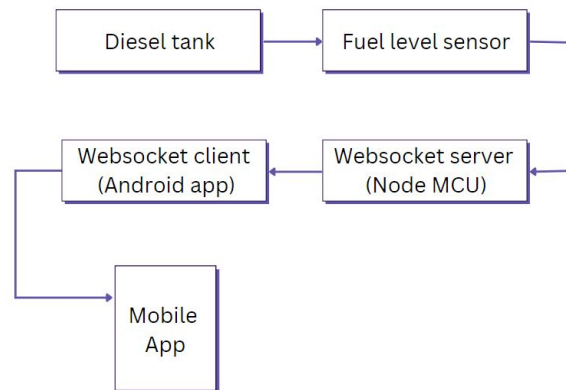 Diesel tank
Fuel level sensor
Websocket client
(Android app)
Websocket server
(Node MCU)
Mobile
App